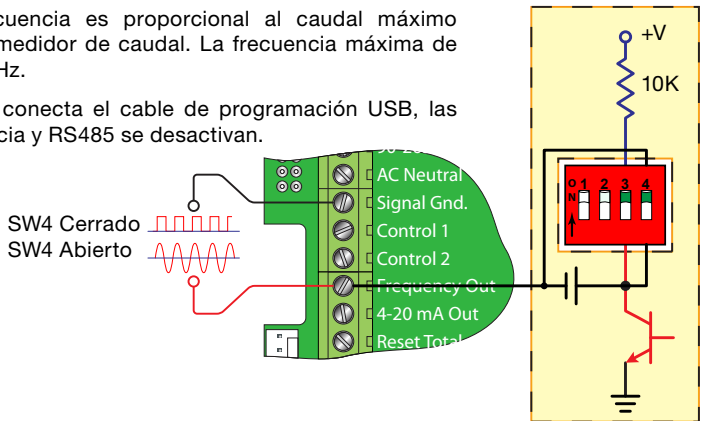 cuencia es proporcional al caudal máximo
medidor de caudal. La frecuencia máxima de
Hz.
conecta el cable de programación USB, las
cia y RS485 se desactivan.
+V
10K
O
N
1 2 3 4
AC Neutral
Signal Gnd.
Control 1
Control 2
Frequency Out
4-20 mA Out
Reset Total
SW4 Cerrado
SW4 Abierto